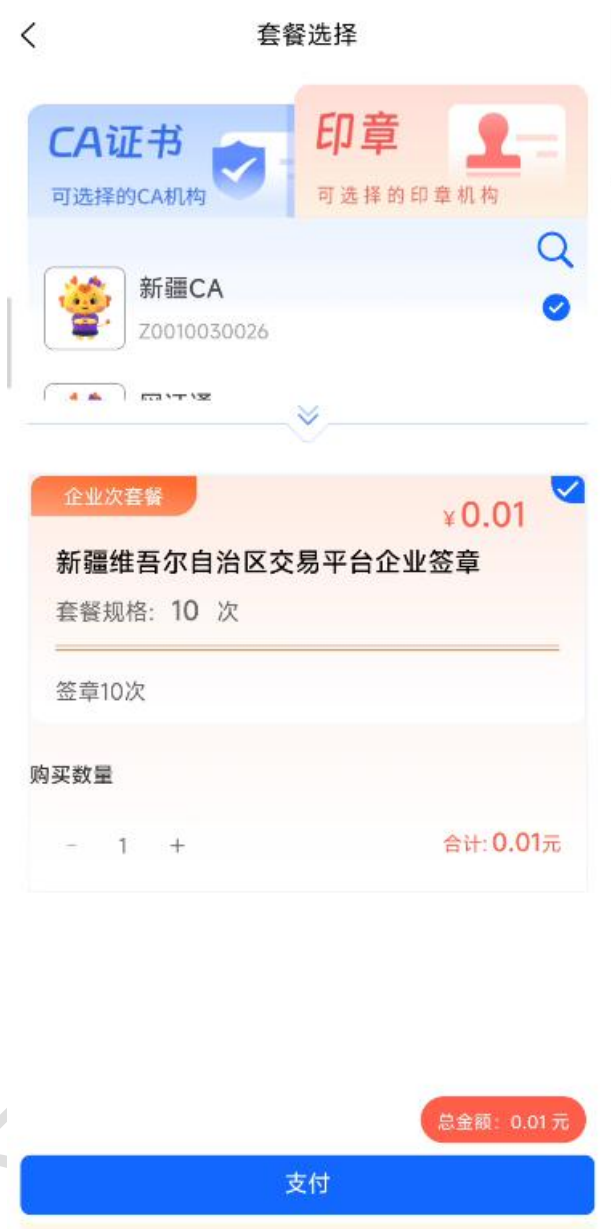 套餐选择
CA证书
可选择的CA机构
印章
可选择的印章机构
新疆CA
Z0010030026
企业次套餐
¥0.01
新疆维吾尔自治区交易平台企业签章
套餐规格: 10 次
签章10次
购买数量
- 1 +
合计:0.01元
总金额: 0.01元
支付